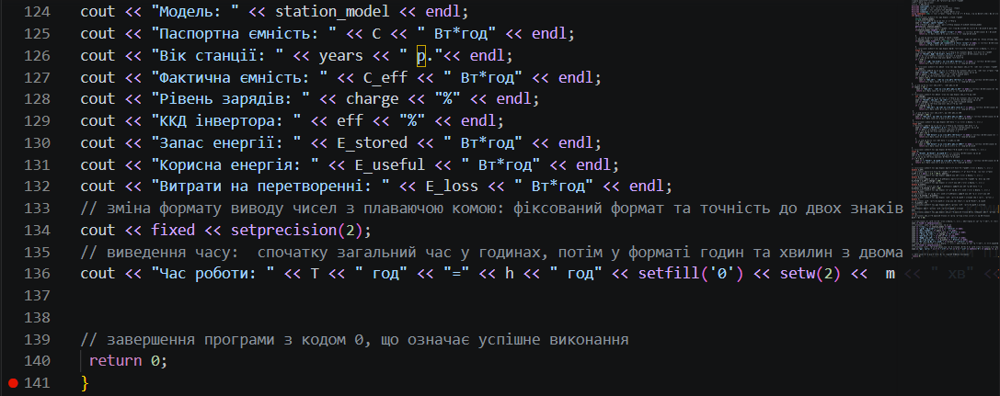 124 cout << "Модель: " << station_model << endl;
125 cout << "Паспортна ємність: " << C << " Вт*год" << endl;
126 cout << "Вік станції: " << years << " р."<< endl;
127 cout << "Фактична ємність:  "<< C_eff << " Вт*год" << endl;
128 cout << "Рівень зарядів: " << charge << "%" << endl;
129 cout << "ККД інвертора: " << eff << "%" << endl;
130 cout << "Запас енергії: " << E_stored << " Вт*год" << endl;
131 cout << "Корисна енергія: " << E_useful << " Вт*год" << endl;
132 cout << "Витрати на перетворенні: " << E_loss << " Вт*год" << endl;
133 // зміна формату виводу чисел з плаваючою комою: фіксований формат та точність до двох знаків
134 cout << fixed << setprecision(2);
135 // виведення часу:  спочатку загальний час у годинах, потім у форматі годин та хвилин з двома
136 cout << "Час роботи: " << T << " год" << "=" << h << " год" << setfill('0') << setw(2) <<  m << " хв" <<
137
138
139 // завершення програми з кодом 0, що означає успішне виконання
140 return 0;
141 }